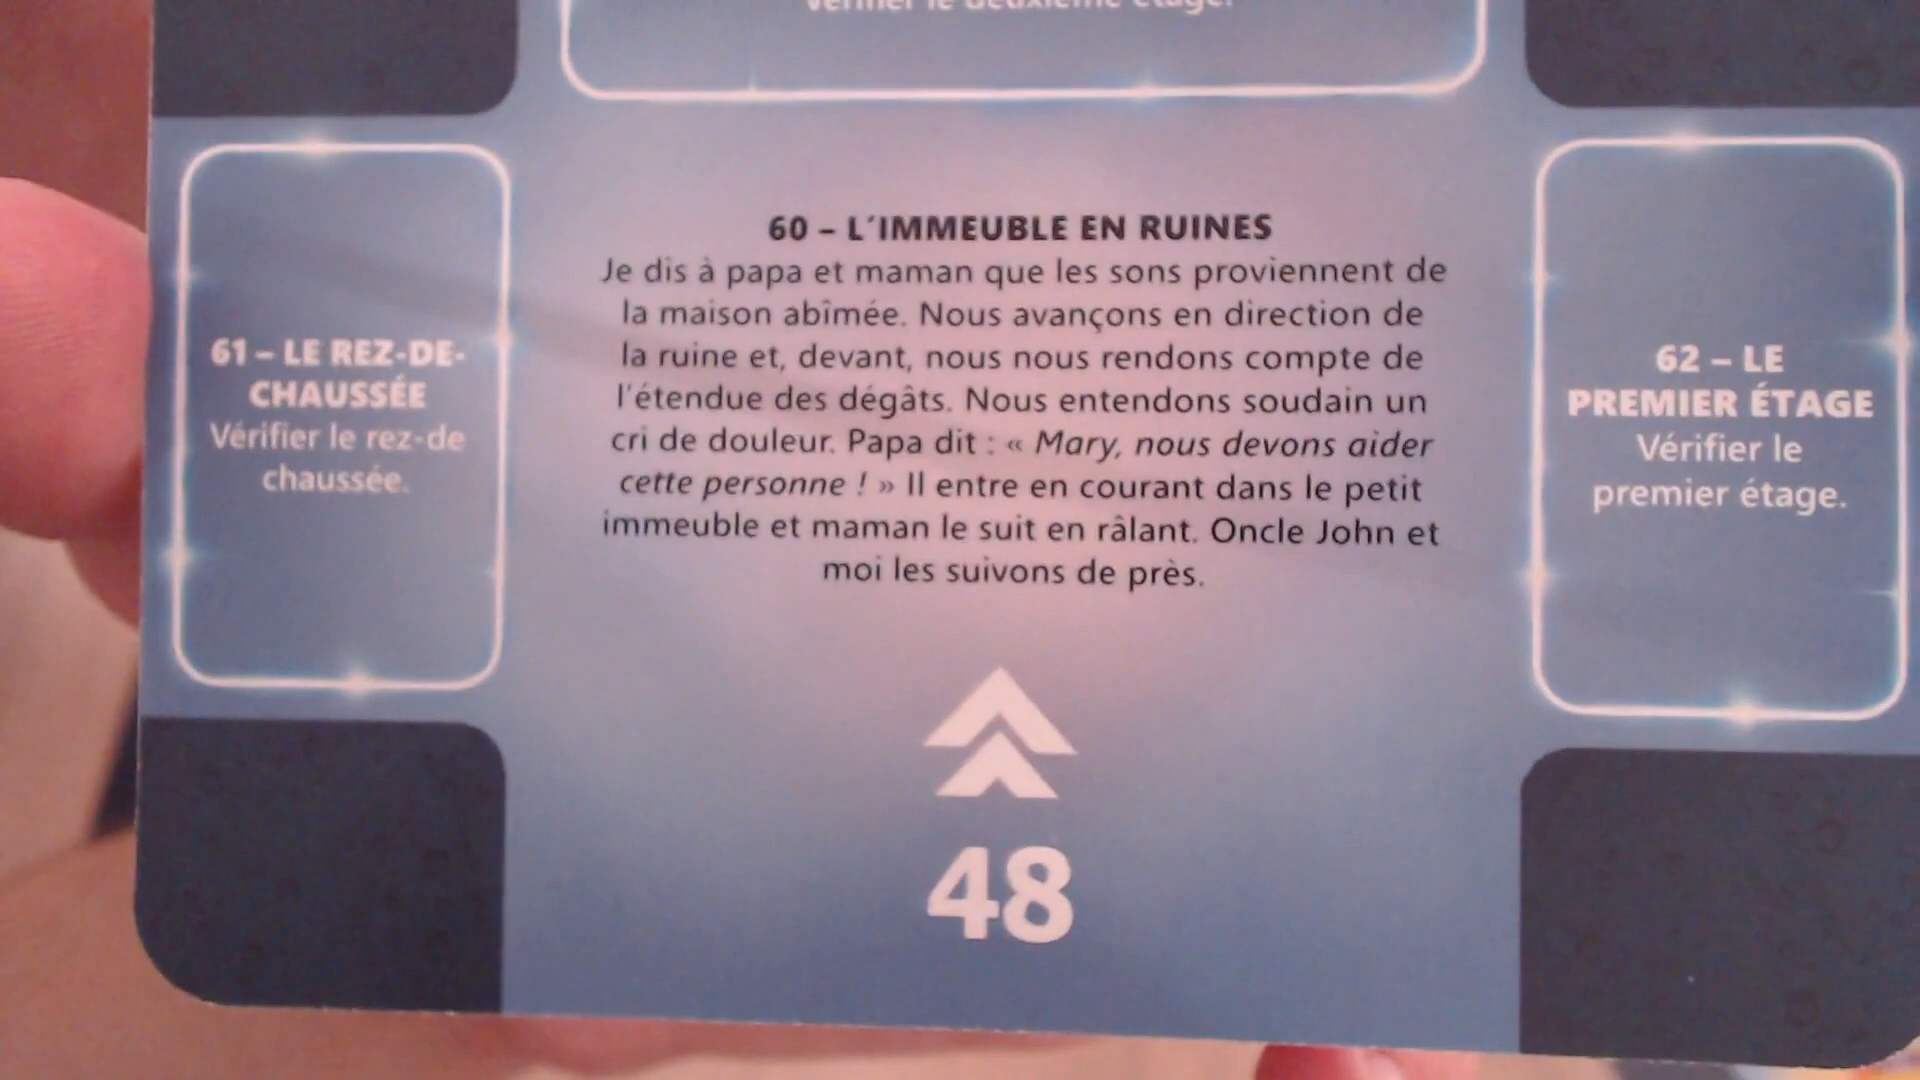 Vérifier le deuxième étage.
60 – L´IMMEUBLE EN RUINES
Je dis à papa et maman que les sons proviennent de
la maison abîmée. Nous avançons en direction de
la ruine et, devant, nous nous rendons compte de
l'étendue des dégâts. Nous entendons soudain un
cri de douleur. Papa dit : « Mary, nous devons aider
cette personne ! » Il entre en courant dans le petit
immeuble et maman le suit en râlant. Oncle John et
moi les suivons de près.
61 – LE REZ-DE-
CHAUSSÉE
Vérifier le rez-de
chaussée.
62 – LE
PREMIER ÉTAGE
Vérifier le
premier étage.
48